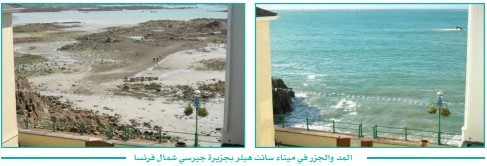 المد والجزر في ميناء سانت هيلر بجزيرة جيرسي شمال فرنسا